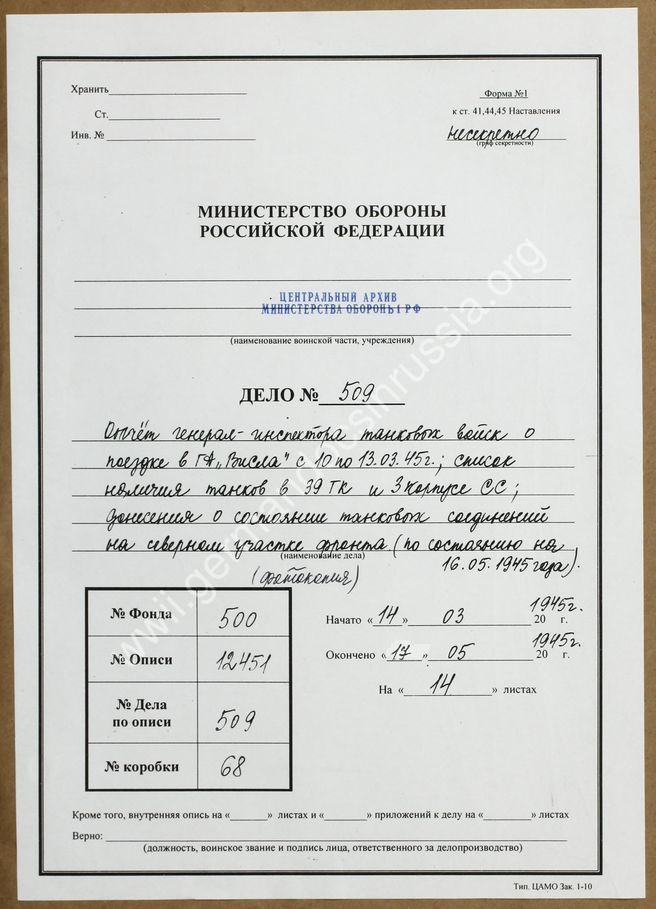 Хранить
Форма №1
Ст.
к ст. 41,44,45 Наставления
Инв. №
несекретно
(гриф секретности)
МИНИСТЕРСТВО ОБОРОНЫ
РОССИЙСКОЙ ФЕДЕРАЦИИ
ЦЕНТРАЛЬНЫЙ АРХИВ
МИНИСТЕРСТВА ОБОРОНЫ РФ
(наименование воинской части, учреждения)
ДЕЛО № 509
Отчёт генерал-инспектора танковых войск о
поездке в ГА „Висла" с 10 по 13.03.45г.; список
наличия танков в 39 ТК и 3 корпусе СС;
донесения о состоянии танковых соединений
на северном участке фронта (по состоянию на
(наименование дела)
16.05.1945 года).
(фотокопия)
№ Фонда 500
№ Описи 12451
№ Дела
по описи 509
№ коробки 68
Начато «14» 03 1945г. 20 г.
Окончено «17» 05 1945г. 20 г.
На «14» листах
Кроме того, внутренняя опись на « » листах и « » приложений к делу на « » листах
Верно:
(должность, воинское звание и подпись лица, ответственного за делопроизводство)
Тип. ЦАМО Зак. 1-10
www.germandocsinrussia.org